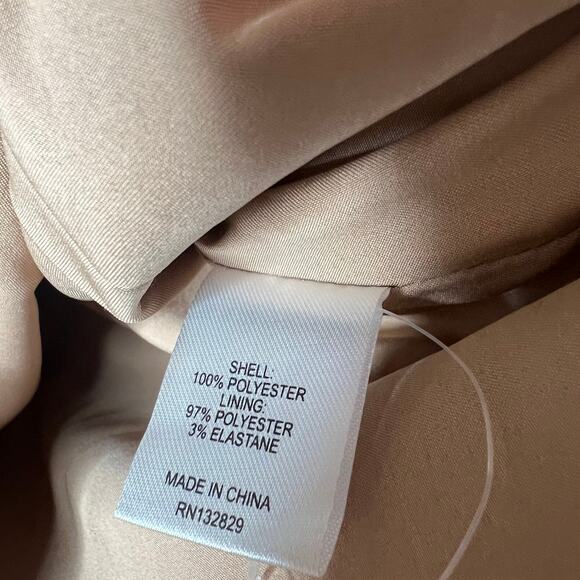 SHELL:
100% POLYESTER
LINING:
97% POLYESTER
3% ELASTANE
MADE IN CHINA
RN132829